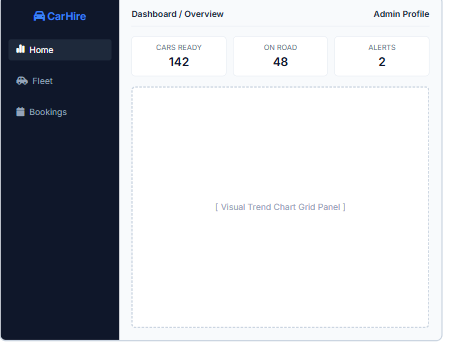 CarHire
Home
Fleet
Bookings
Dashboard / Overview
Admin Profile
CARS READY
142
ON ROAD
48
ALERTS
2
[ Visual Trend Chart Grid Panel ]